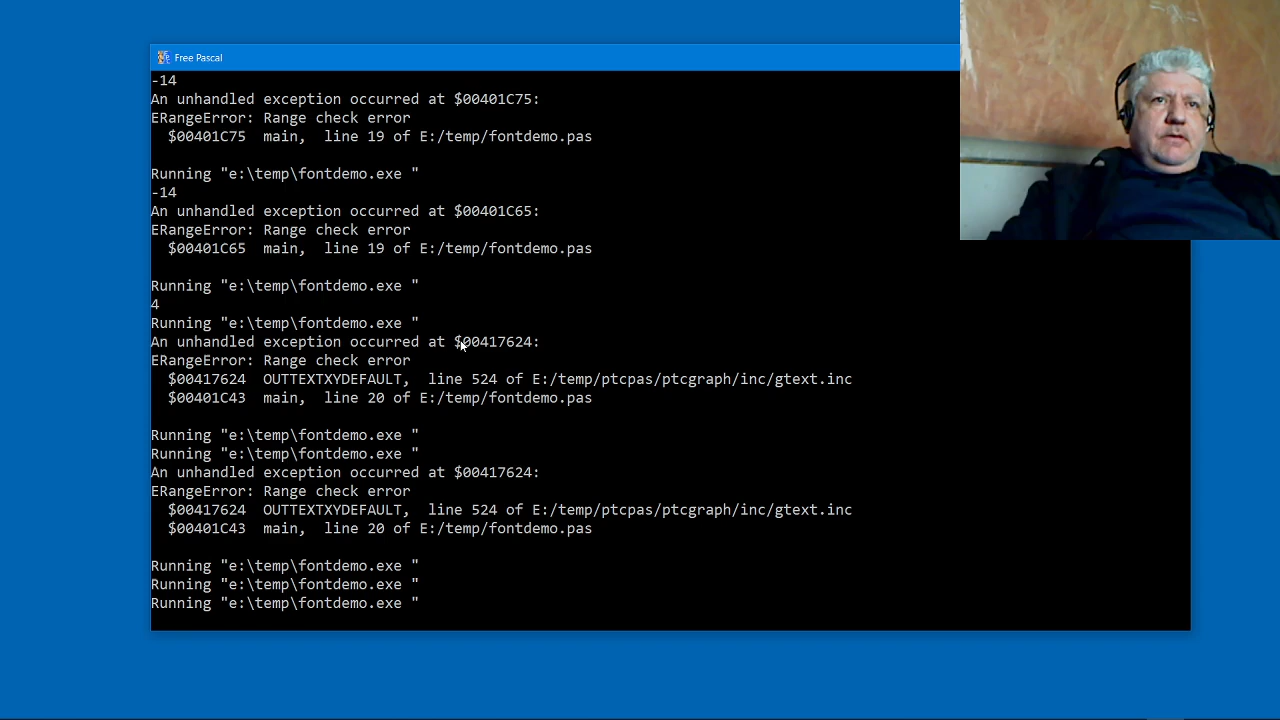 Free Pascal
-14
An unhandled exception occurred at $00401C75:
ERangeError: Range check error
$00401C75 main, line 19 of E:/temp/fontdemo.pas
Running "e:\temp\fontdemo.exe "
-14
An unhandled exception occurred at $00401C65:
ERangeError: Range check error
$00401C65 main, line 19 of E:/temp/fontdemo.pas
Running "e:\temp\fontdemo.exe "
4
Running "e:\temp\fontdemo.exe "
An unhandled exception occurred at $00417624:
ERangeError: Range check error
$00417624 OUTTEXTXYDEFAULT, line 524 of E:/temp/ptcpas/ptcgraph/inc/gtext.inc
$00401C43 main, line 20 of E:/temp/fontdemo.pas
Running "e:\temp\fontdemo.exe "
Running "e:\temp\fontdemo.exe "
An unhandled exception occurred at $00417624:
ERangeError: Range check error
$00417624 OUTTEXTXYDEFAULT, line 524 of E:/temp/ptcpas/ptcgraph/inc/gtext.inc
$00401C43 main, line 20 of E:/temp/fontdemo.pas
Running "e:\temp\fontdemo.exe "
Running "e:\temp\fontdemo.exe "
Running "e:\temp\fontdemo.exe "